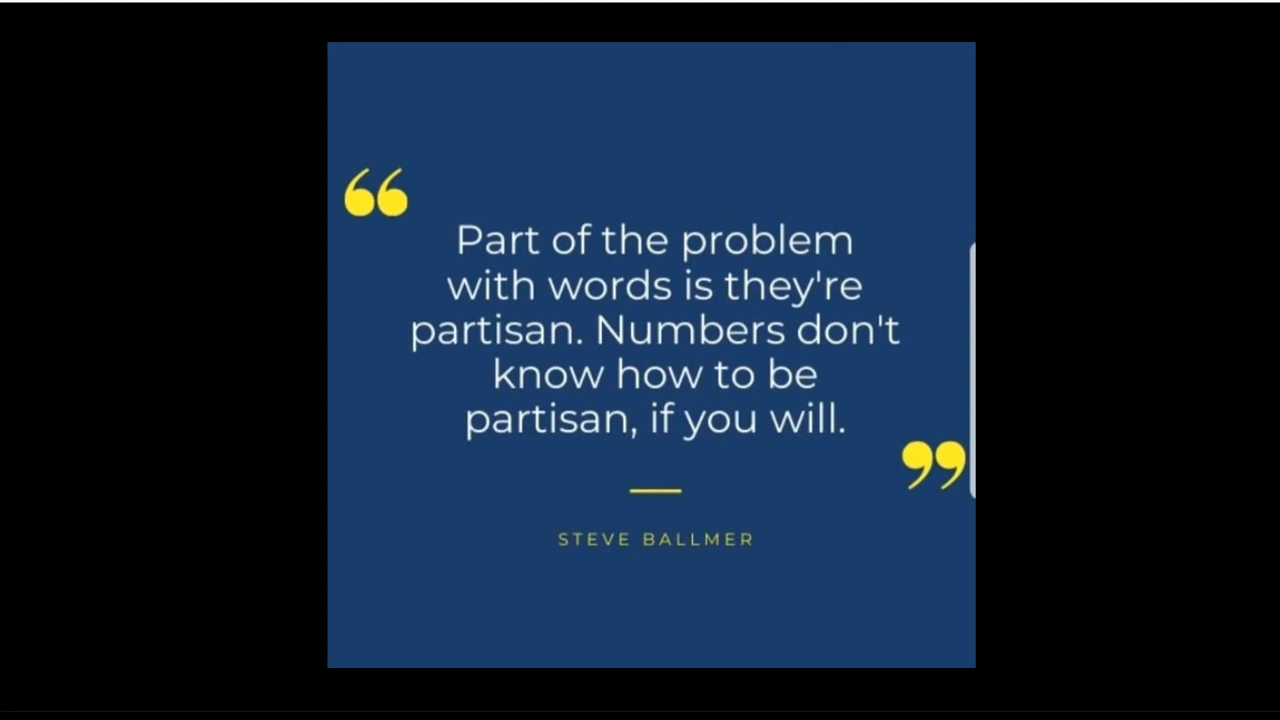 “
Part of the problem
with words is they're
partisan. Numbers don't
know how to be
partisan, if you will.
”
STEVE BALLMER